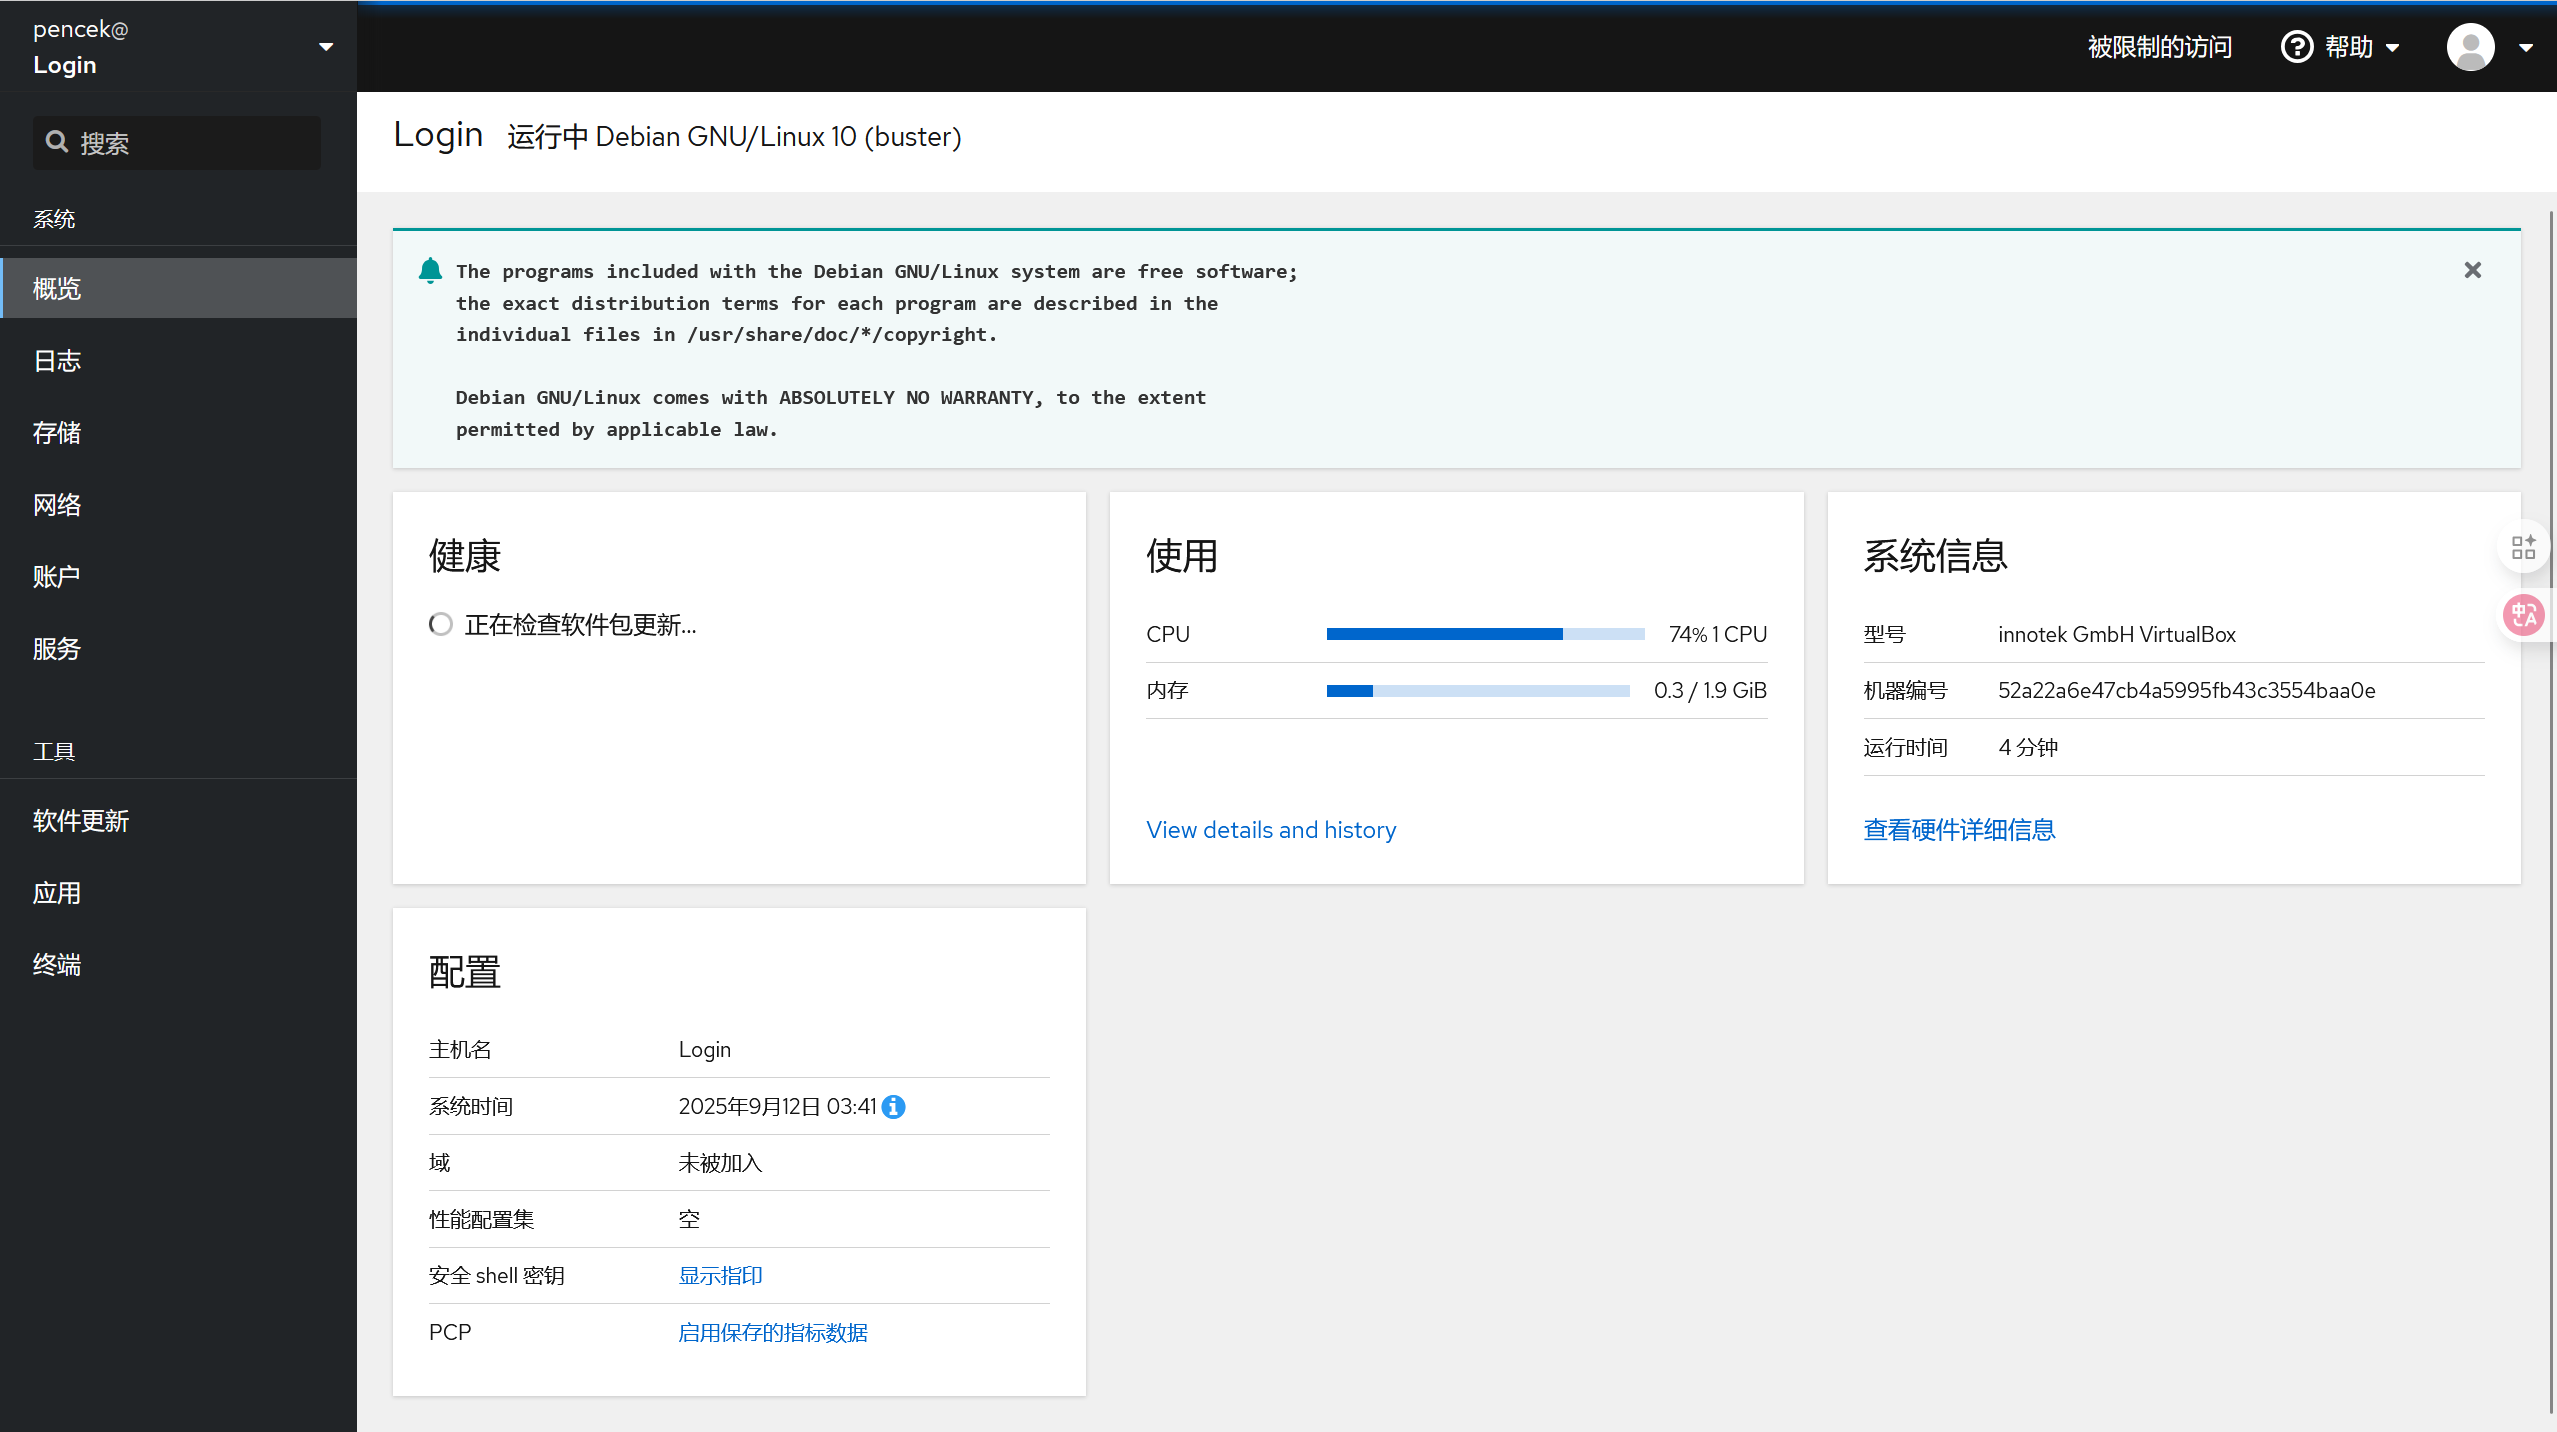 pencek@
Login
被限制的访问
帮助
搜索
系统
概览
日志
存储
网络
账户
服务
工具
软件更新
应用
终端
Login 运行中 Debian GNU/Linux 10 (buster)
The programs included with the Debian GNU/Linux system are free software;
the exact distribution terms for each program are described in the
individual files in /usr/share/doc/*/copyright.
Debian GNU/Linux comes with ABSOLUTELY NO WARRANTY, to the extent
permitted by applicable law.
健康
正在检查软件包更新...
使用
CPU 74% 1 CPU
内存 0.3 / 1.9 GiB
View details and history
系统信息
型号 innotek GmbH VirtualBox
机器编号 52a22a6e47cb4a5995fb43c3554baa0e
运行时间 4 分钟
查看硬件详细信息
配置
主机名 Login
系统时间 2025年9月12日 03:41
域 未被加入
性能配置集 空
安全 shell 密钥 显示指印
PCP 启用保存的指标数据
中A